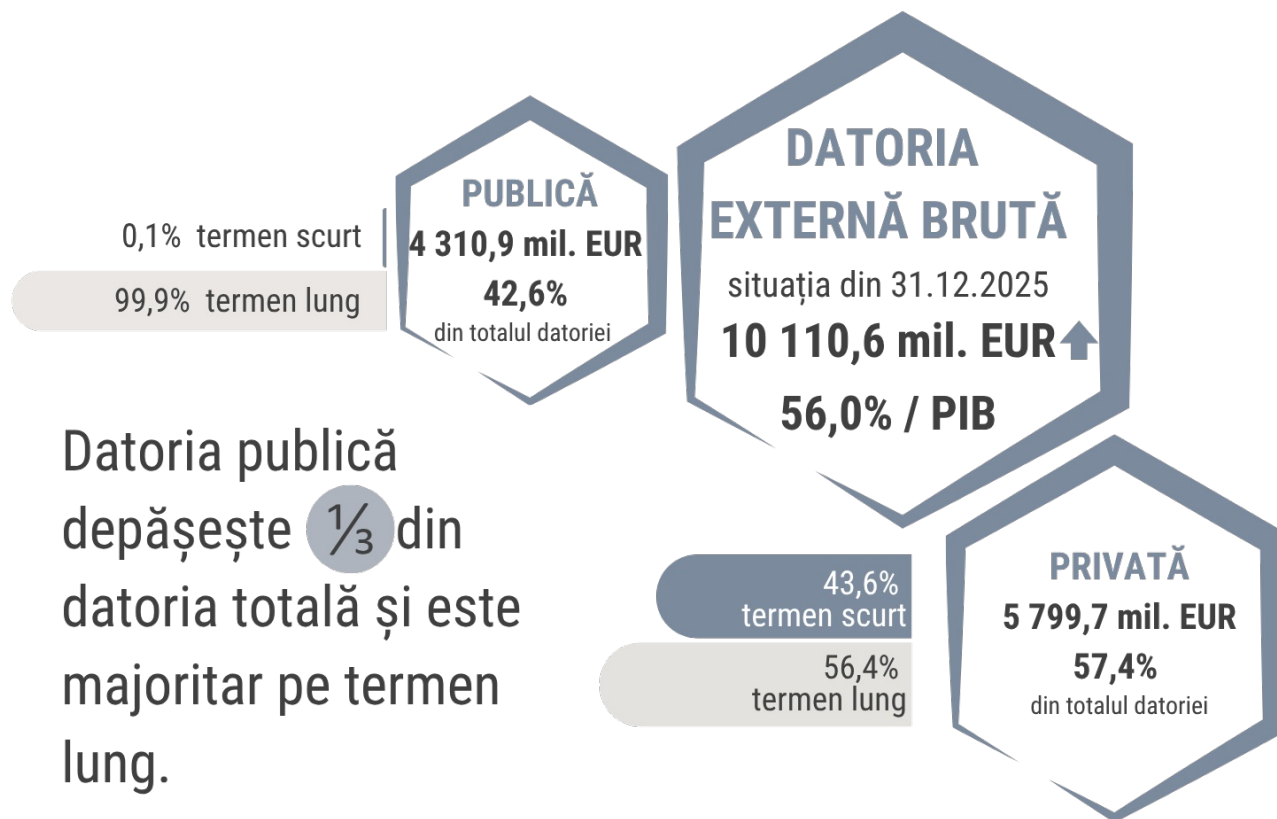 DATORIA
EXTERNĂ BRUTĂ
situația din 31.12.2025
10 110,6 mil. EUR
56,0% / PIB
PUBLICĂ
4 310,9 mil. EUR
42,6%
din totalul datoriei
0,1% termen scurt
99,9% termen lung
Datoria publică
depășește ⅓ din
datoria totală și este
majoritar pe termen
lung.
PRIVATĂ
5 799,7 mil. EUR
57,4%
din totalul datoriei
43,6%
termen scurt
56,4%
termen lung